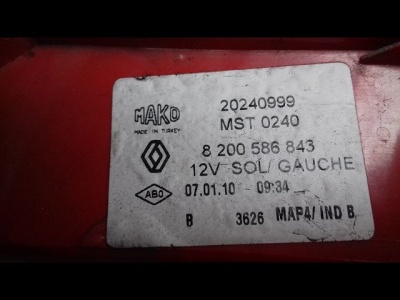 MAKO
MADE IN TURKEY
20240999
MST 0240
8 200 586 843
12V SOL/ GAUCHE
ABO
07.01.10 - 09:34
B 3626 MAP4/ IND B